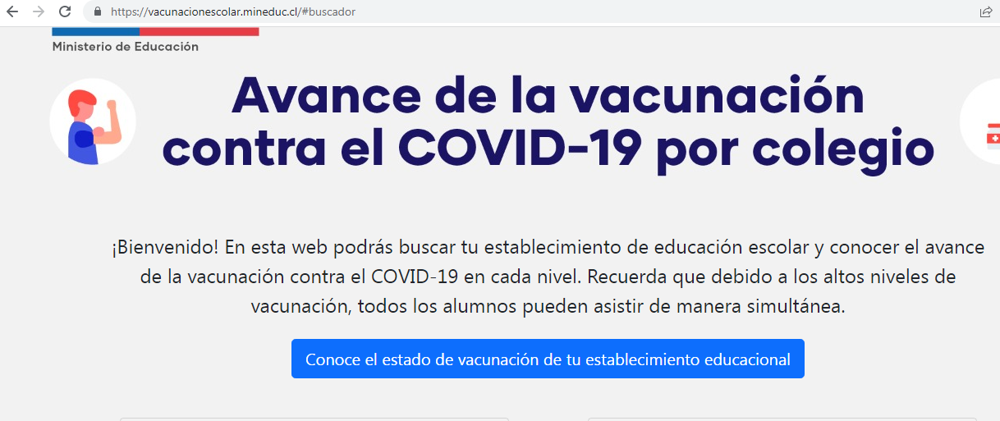 https://vacunacionescolar.mineduc.cl/#buscador
Ministerio de Educación
Avance de la vacunación
contra el COVID-19 por colegio
¡Bienvenido! En esta web podrás buscar tu establecimiento de educación escolar y conocer el avance
de la vacunación contra el COVID-19 en cada nivel. Recuerda que debido a los altos niveles de
vacunación, todos los alumnos pueden asistir de manera simultánea.
Conoce el estado de vacunación de tu establecimiento educacional